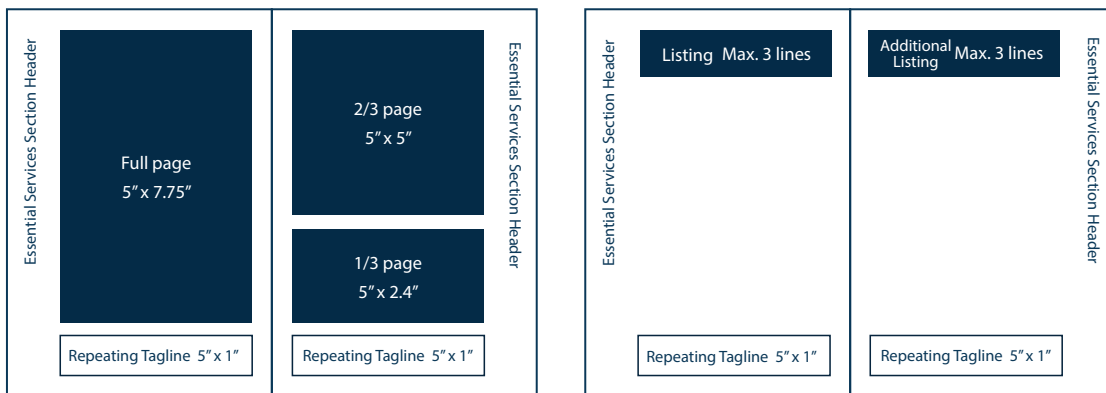 Essential Services Section Header
Full page
5” x 7.75”
Repeating Tagline 5” x 1”
2/3 page
5” x 5”
1/3 page
5” x 2.4”
Repeating Tagline 5” x 1”
Essential Services Section Header
Essential Services Section Header
Listing Max. 3 lines
Repeating Tagline 5” x 1”
Additional
Listing
Max. 3 lines
Repeating Tagline 5” x 1”
Essential Services Section Header